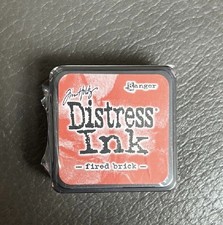 Tim Holtz
Ranger
Distress
Ink
— fired brick —